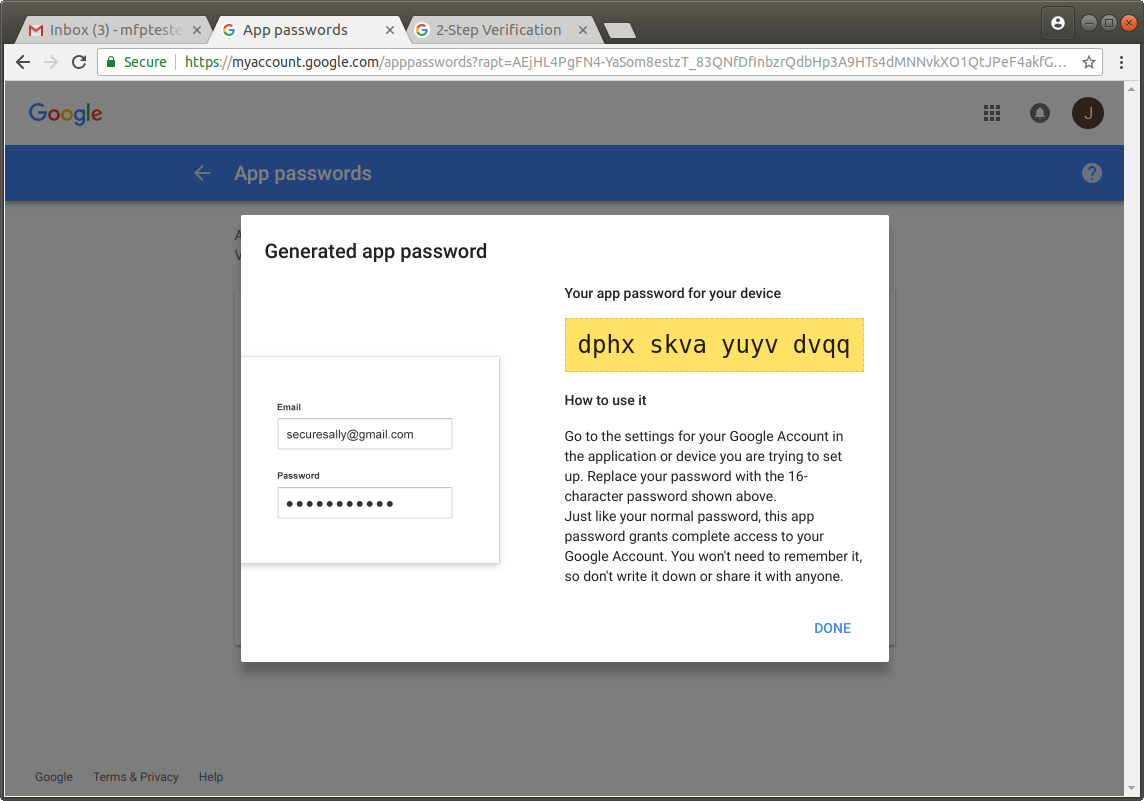 Inbox (3) - mfpteste
App passwords
2-Step Verification
Secure
https://myaccount.google.com/apppasswords?rapt=AEjHL4PgFN4-YaSom8estzT_83QNfDfInbzrQdbHp3A9HTs4dMNNvkXO1QtJPeF4akfG...
Google
J
App passwords
?
Generated app password
Your app password for your device
dphx skva yuyv dvqq
Email
securesally@gmail.com
Password
How to use it
Go to the settings for your Google Account in
the application or device you are trying to set
up. Replace your password with the 16-
character password shown above.
Just like your normal password, this app
password grants complete access to your
Google Account. You won't need to remember it,
so don't write it down or share it with anyone.
DONE
Google
Terms & Privacy
Help